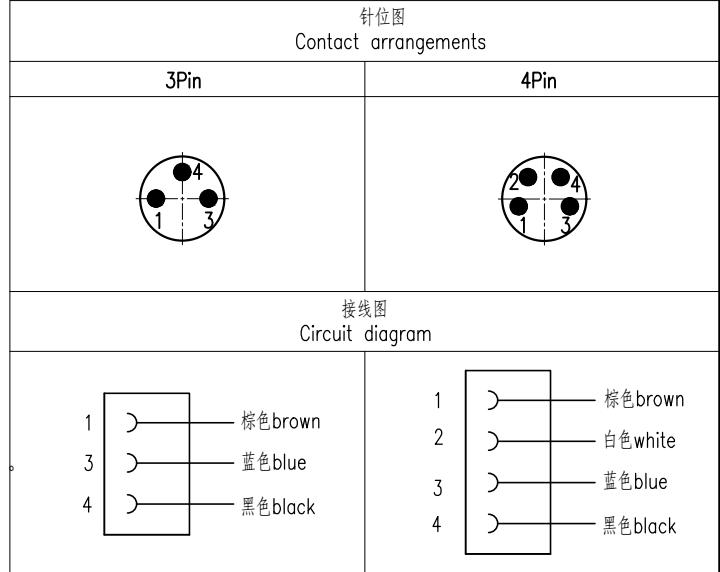 针位图
Contact arrangements
3Pin
4Pin
4
1
3
2
4
1
3
接线图
Circuit diagram
1 棕色brown
3 蓝色blue
4 黑色black
1 棕色brown
2 白色white
3 蓝色blue
4 黑色black